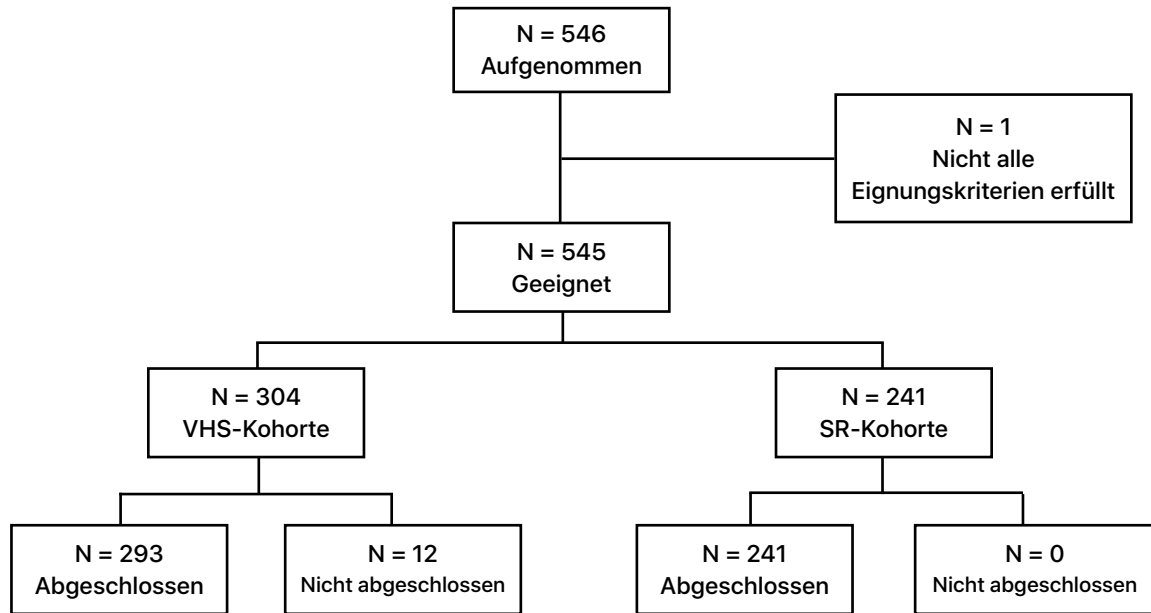 N = 546
Aufgenommen
N = 1
Nicht alle
Eignungskriterien erfüllt
N = 545
Geeignet
N = 304
VHS-Kohorte
N = 241
SR-Kohorte
N = 293
Abgeschlossen
N = 12
Nicht abgeschlossen
N = 241
Abgeschlossen
N = 0
Nicht abgeschlossen